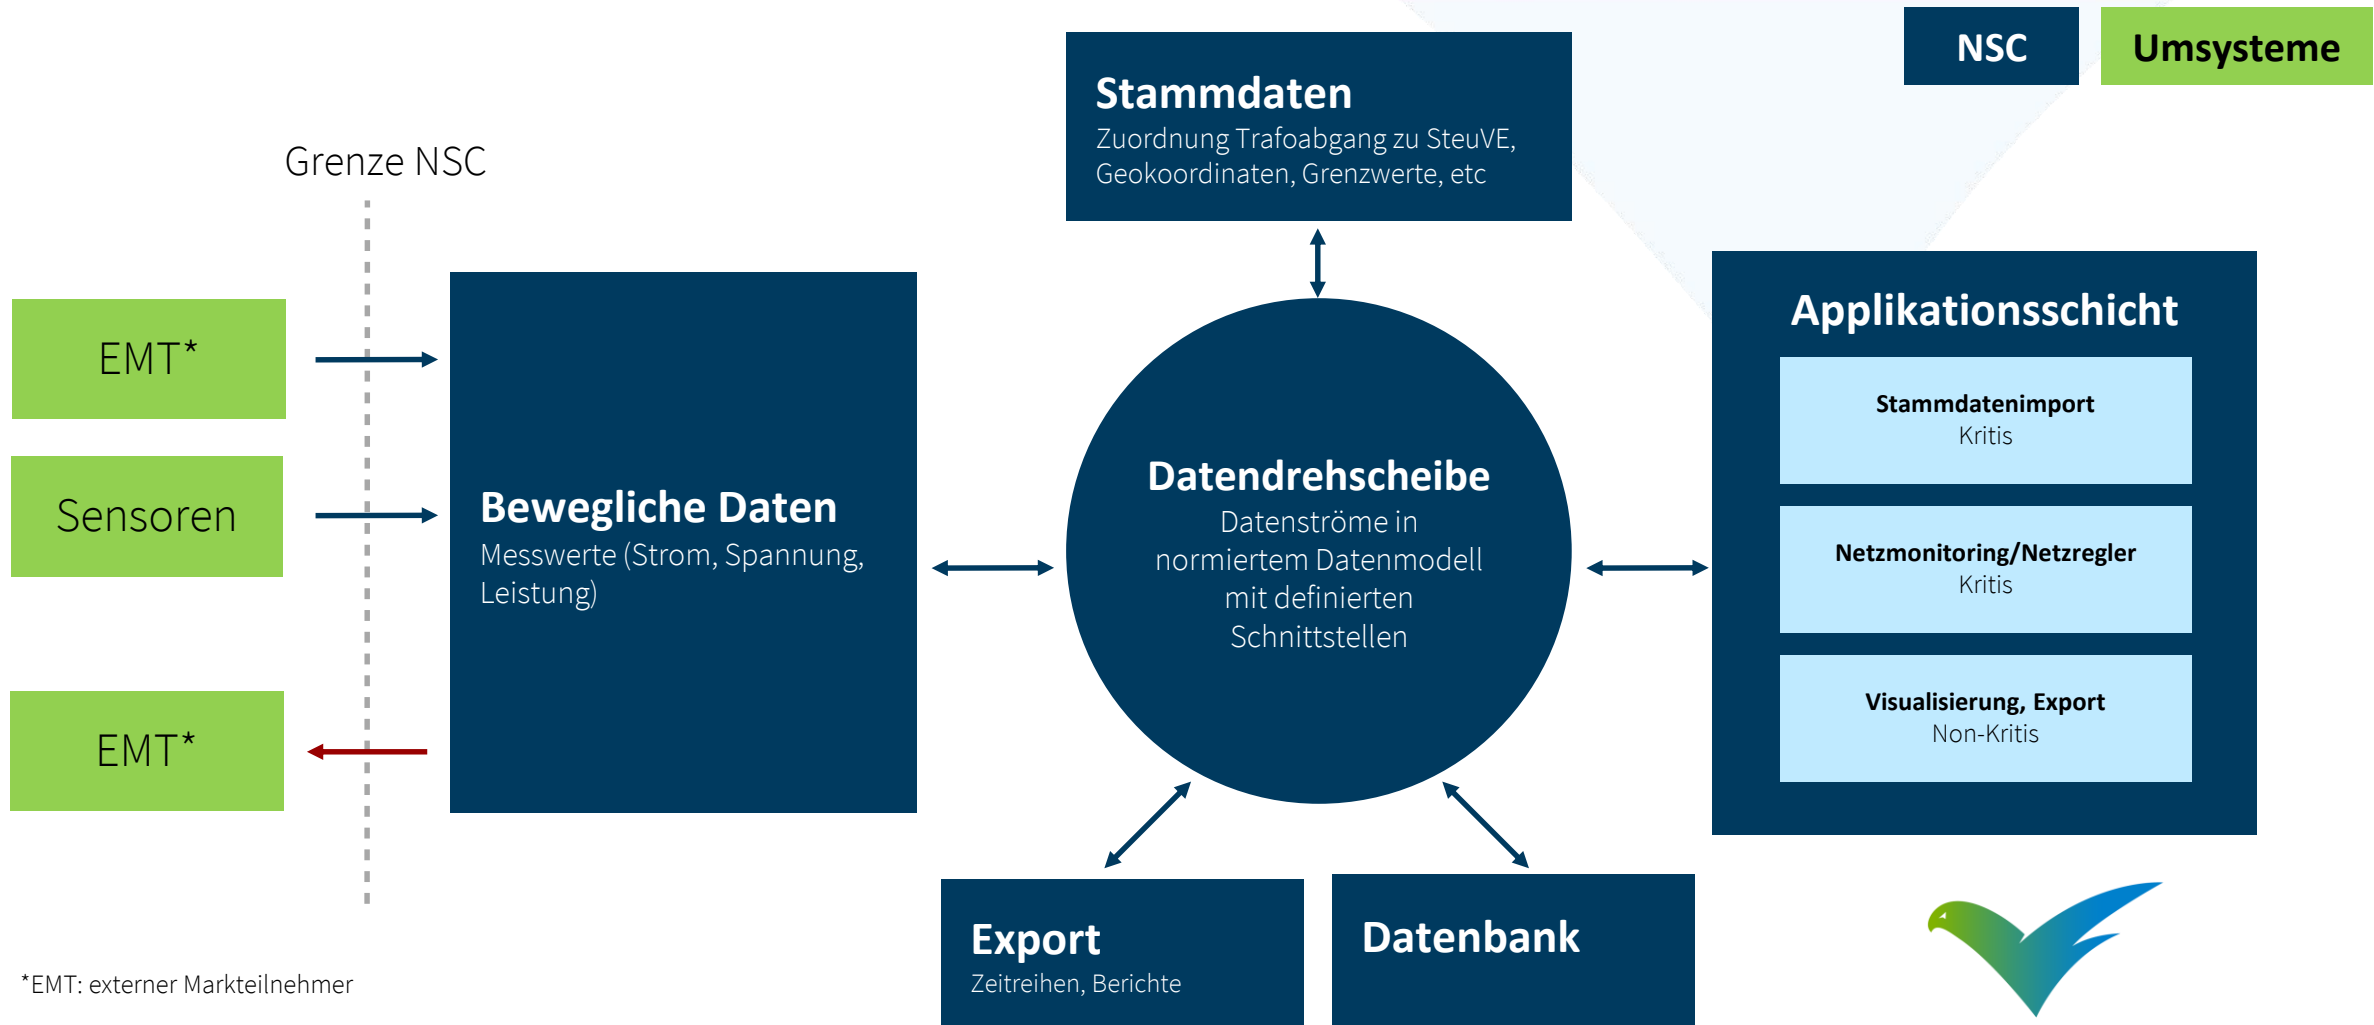 NSC
Umsysteme
Stammdaten
Zuordnung Trafoabgang zu SteuVE,
Geokoordinaten, Grenzwerte, etc
Grenze NSC
EMT*
Sensoren
EMT*
Bewegliche Daten
Messwerte (Strom, Spannung,
Leistung)
Datendrehscheibe
Datenströme in
normiertem Datenmodell
mit definierten
Schnittstellen
Applikationsschicht
Stammdatenimport
Kritis
Netzmonitoring/Netzregler
Kritis
Visualisierung, Export
Non-Kritis
Export
Zeitreihen, Berichte
Datenbank
*EMT: externer Markteilnehmer